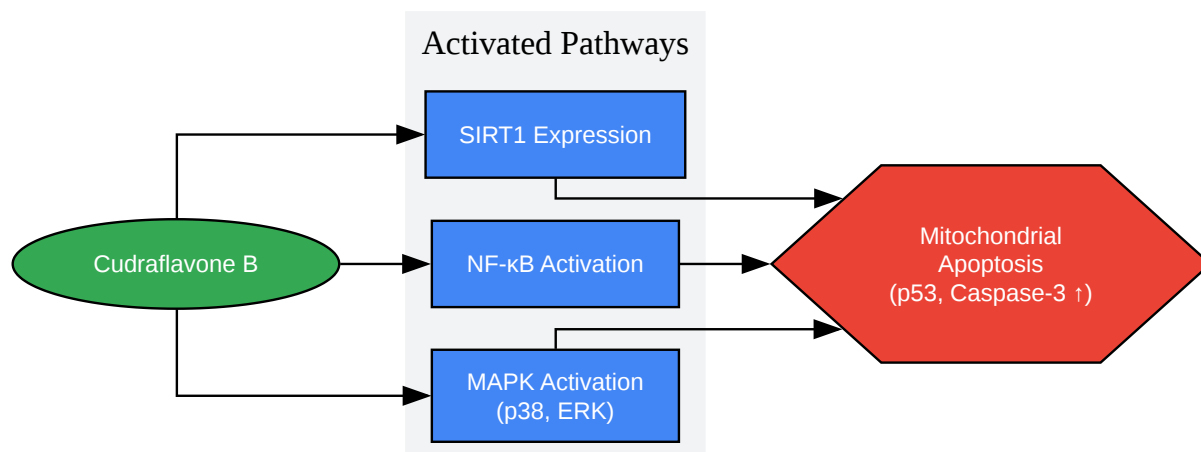 Activated Pathways
SIRT1 Expression
Cudraflavone B
NF-κB Activation
MAPK Activation
(p38, ERK)
Mitochondrial
Apoptosis
(p53, Caspase-3 ↑)